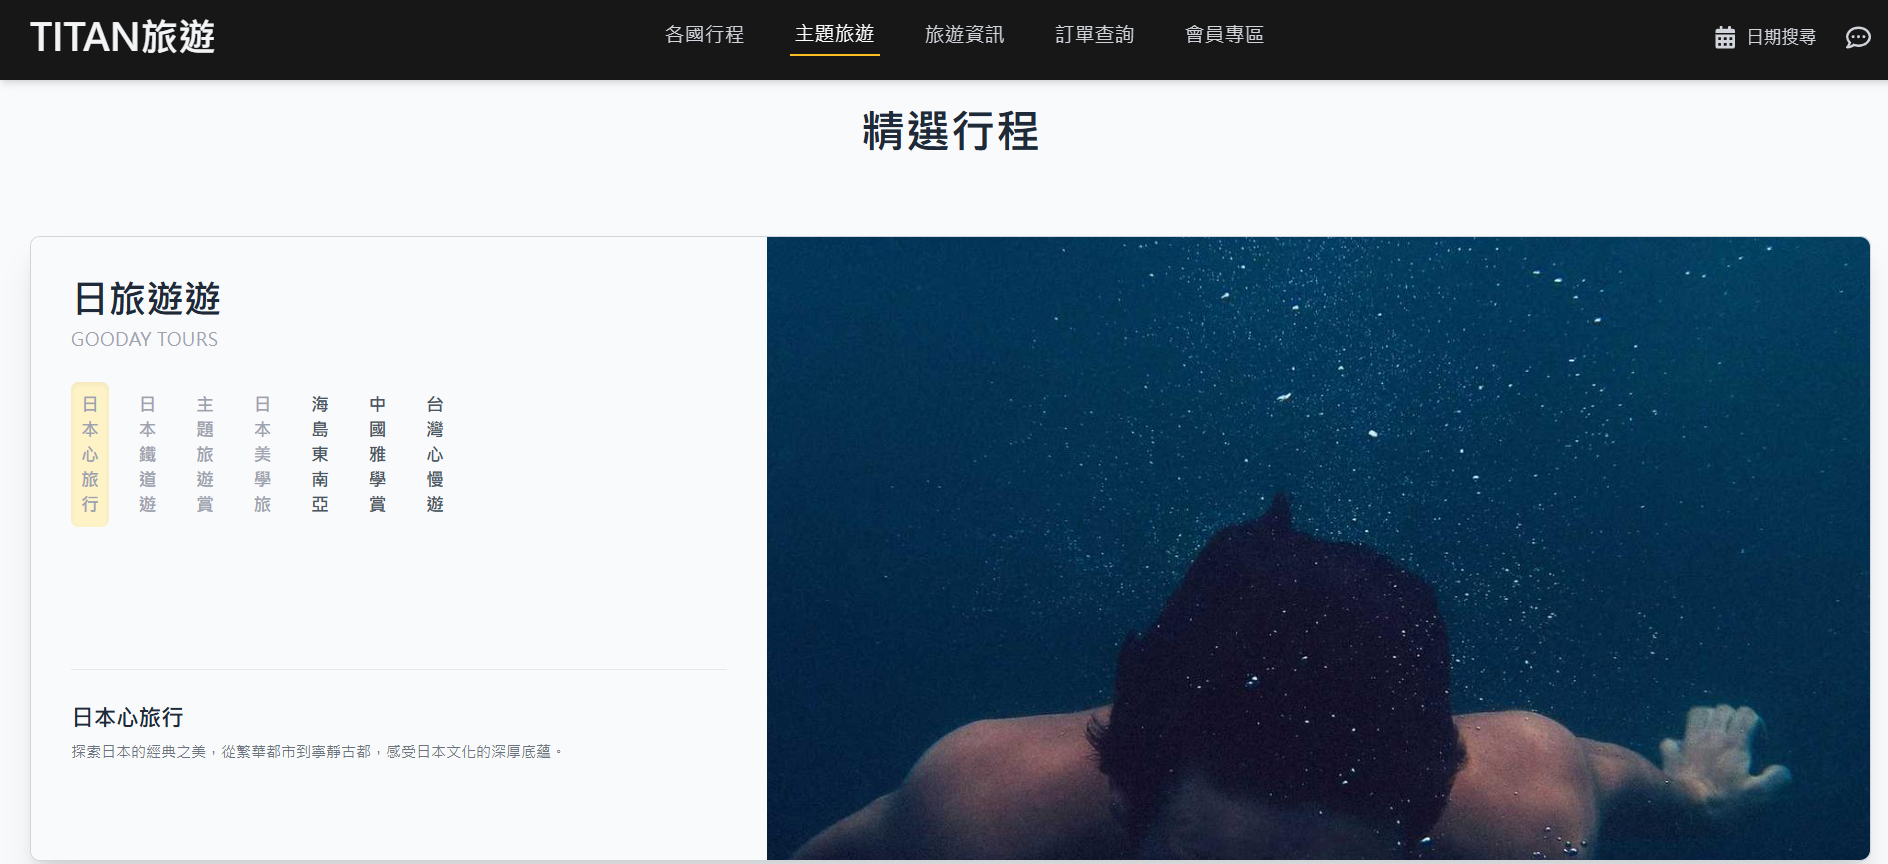 TITAN旅遊
各國行程 主題旅遊 旅遊資訊 訂單查詢 會員專區
日期搜尋
精選行程
日旅遊遊
GOODAY TOURS
日本心旅行
日本鐵道遊
主題旅遊賞
日本美學旅
海島東南亞
中國雅學賞
台灣心慢遊
日本心旅行
探索日本的經典之美，從繁華都市到寧靜古都，感受日本文化的深厚底蘊。